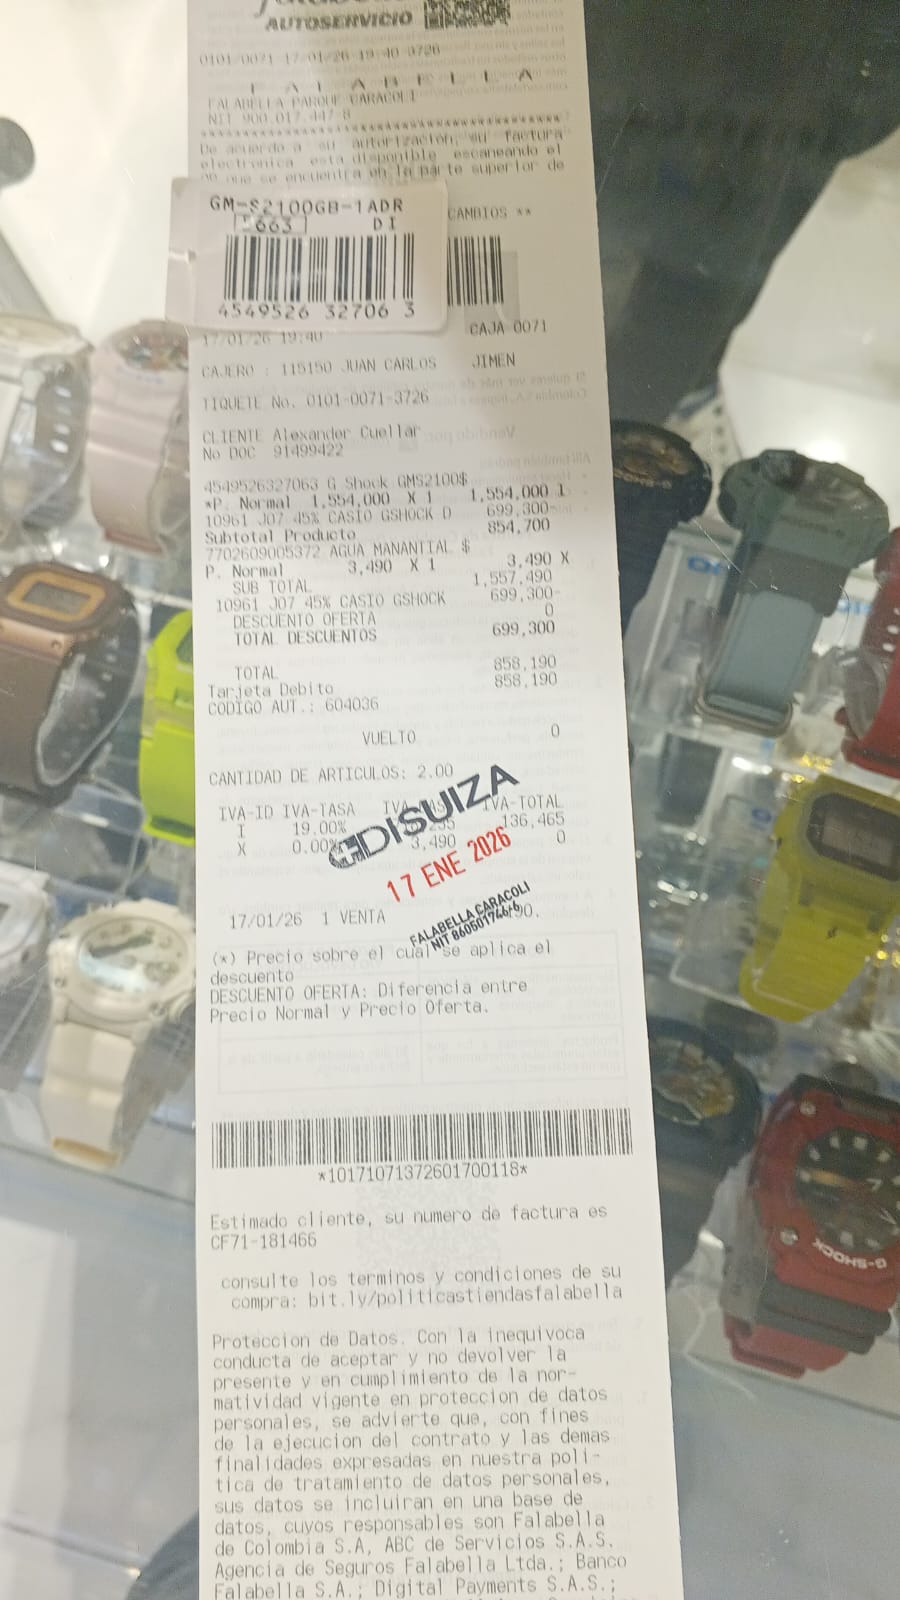 AUTOSERVICIO
0101/0071 17/01/26 19:40 3726
F A L A B E L L A
FALABELLA PARQUE CARACOLI
NIT 900.017.447-8
De acuerdo a su autorizacion, su factura
electronica esta disponible escaneando el
que se encuentra en la parte superior de
CAMBIOS **
GM-S2100GB-1ADR
5663 DI
4549526 32706 3
17/01/26 19:40 CAJA 0071
CAJERO : 115150 JUAN CARLOS JIMEN
TIQUETE No. 0101-0071-3726
CLIENTE Alexander Cuellar
No DOC 91499422
4549526327063 G Shock GMS2100$
*P. Normal 1,554,000 X 1 1,554,000 I
10961 J07 45% CASIO GSHOCK D 699,300-
Subtotal Producto 854,700
7702609005372 AGUA MANANTIAL $
P. Normal 3,490 X 1 3,490 X
SUB TOTAL 1,557,490
10961 J07 45% CASIO GSHOCK 699,300-
DESCUENTO OFERTA 0
TOTAL DESCUENTOS 699,300
TOTAL 858,190
Tarjeta Debito 858,190
CODIGO AUT.: 604036
VUELTO 0
CANTIDAD DE ARTICULOS: 2.00
IVA-ID IVA-TASA IVA-TOTAL
I 19.00% 136,465
X 0.00% 3,490 0
DISUIZA
17 ENE 2026
FALABELLA CARACOLI
NIT 860501746-6
17/01/26 1 VENTA
(*) Precio sobre el cual se aplica el
descuento
DESCUENTO OFERTA: Diferencia entre
Precio Normal y Precio Oferta.
*10171071372601700118*
Estimado cliente, su numero de factura es
CF71-181466
consulte los terminos y condiciones de su
compra: bit.ly/politicastiendasfalabella
Proteccion de Datos. Con la inequivoca
conducta de aceptar y no devolver la
presente y en cumplimiento de la nor-
matividad vigente en proteccion de datos
personales, se advierte que, con fines
de la ejecucion del contrato y las demas
finalidades expresadas en nuestra poli-
tica de tratamiento de datos personales,
sus datos se incluiran en una base de
datos, cuyos responsables son Falabella
de Colombia S.A, ABC de Servicios S.A.S.
Agencia de Seguros Falabella Ltda.; Banco
Falabella S.A.; Digital Payments S.A.S.;
G-SHOCK